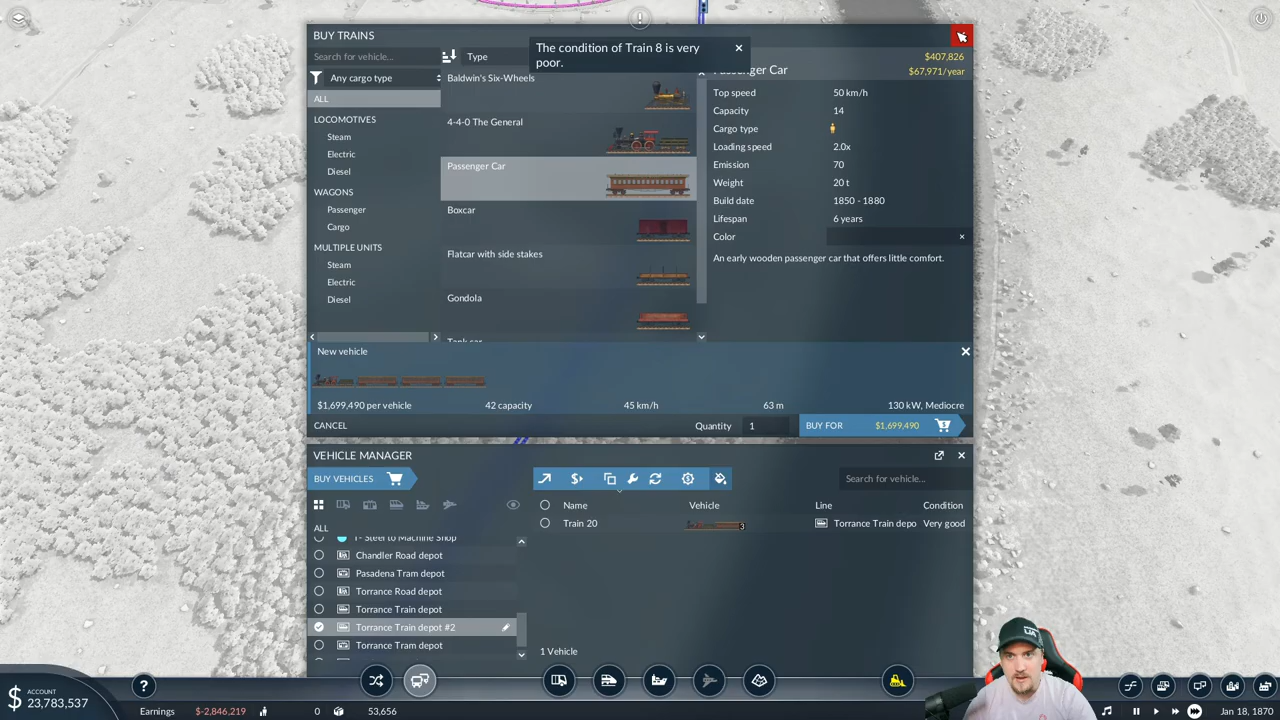 BUY TRAINS
Search for vehicle...
Type
Any cargo type
ALL
LOCOMOTIVES
Steam
Electric
Diesel
WAGONS
Passenger
Cargo
MULTIPLE UNITS
Steam
Electric
Diesel
The condition of Train 8 is very
poor.
Baldwin's Six-Wheels
4-4-0 The General
Passenger Car
Boxcar
Flatcar with side stakes
Gondola
Tank car
$407,826
$67,971/year
Passenger Car
Top speed 50 km/h
Capacity 14
Cargo type
Loading speed 2.0x
Emission 70
Weight 20 t
Build date 1850 - 1880
Lifespan 6 years
Color
An early wooden passenger car that offers little comfort.
New vehicle
$1,699,490 per vehicle 42 capacity 45 km/h 63 m 130 kW, Mediocre
CANCEL Quantity 1 BUY FOR $1,699,490
VEHICLE MANAGER
BUY VEHICLES
Search for vehicle...
ALL
Steel to Machine Shop
Chandler Road depot
Pasadena Tram depot
Torrance Road depot
Torrance Train depot
Torrance Train depot #2
Torrance Tram depot
Name Vehicle Line Condition
Train 20 3 Torrance Train depo Very good
1 Vehicle
$ ACCOUNT
23,783,537
?
Earnings $-2,846,219 0 53,656
Jan 18, 1870